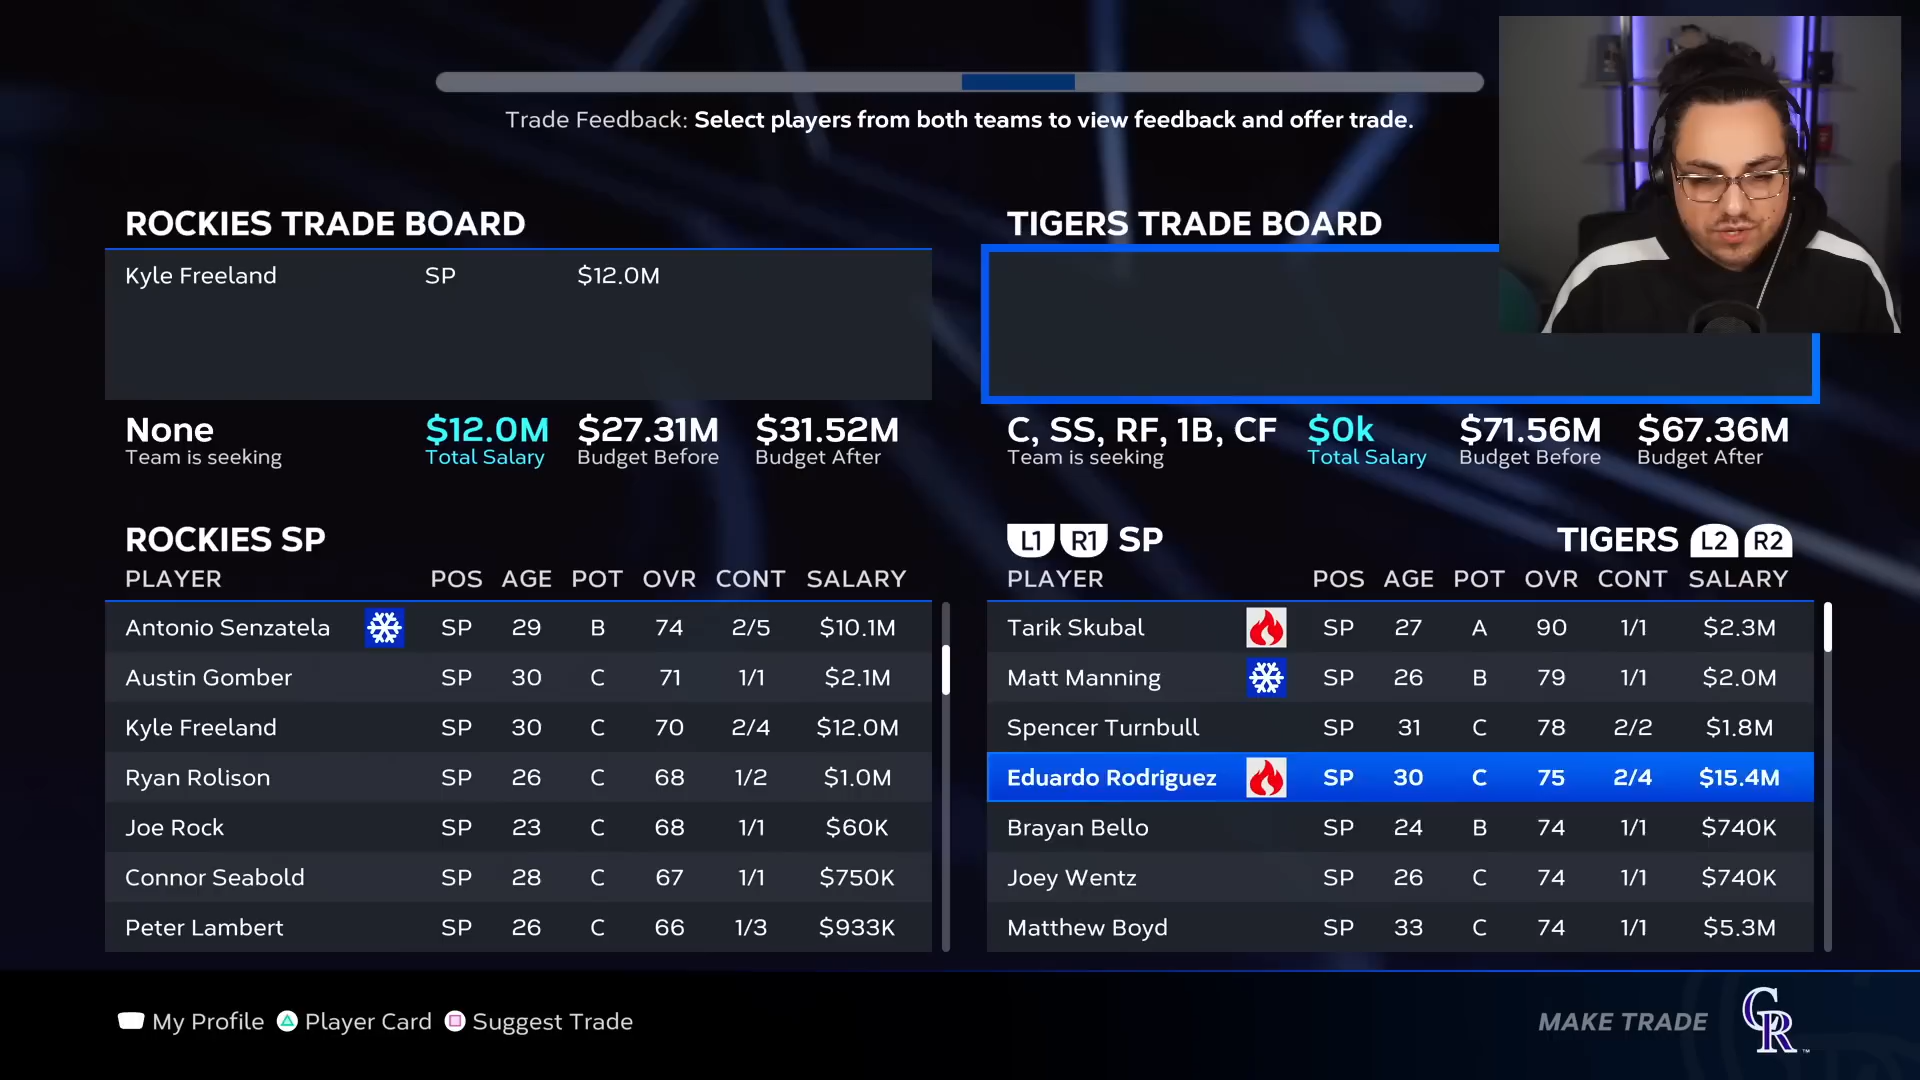 Trade Feedback: Select players from both teams to view feedback and offer trade.
ROCKIES TRADE BOARD
Kyle Freeland SP $12.0M
None $12.0M $27.31M $31.52M
Team is seeking Total Salary Budget Before Budget After
TIGERS TRADE BOARD
C, SS, RF, 1B, CF $0k $71.56M $67.36M
Team is seeking Total Salary Budget Before Budget After
ROCKIES SP
PLAYER POS AGE POT OVR CONT SALARY
Antonio Senzatela SP 29 B 74 2/5 $10.1M
Austin Gomber SP 30 C 71 1/1 $2.1M
Kyle Freeland SP 30 C 70 2/4 $12.0M
Ryan Rolison SP 26 C 68 1/2 $1.0M
Joe Rock SP 23 C 68 1/1 $60K
Connor Seabold SP 28 C 67 1/1 $750K
Peter Lambert SP 26 C 66 1/3 $933K
L1 R1 SP TIGERS L2 R2
PLAYER POS AGE POT OVR CONT SALARY
Tarik Skubal SP 27 A 90 1/1 $2.3M
Matt Manning SP 26 B 79 1/1 $2.0M
Spencer Turnbull SP 31 C 78 2/2 $1.8M
Eduardo Rodriguez SP 30 C 75 2/4 $15.4M
Brayan Bello SP 24 B 74 1/1 $740K
Joey Wentz SP 26 C 74 1/1 $740K
Matthew Boyd SP 33 C 74 1/1 $5.3M
My Profile Player Card Suggest Trade
MAKE TRADE CR